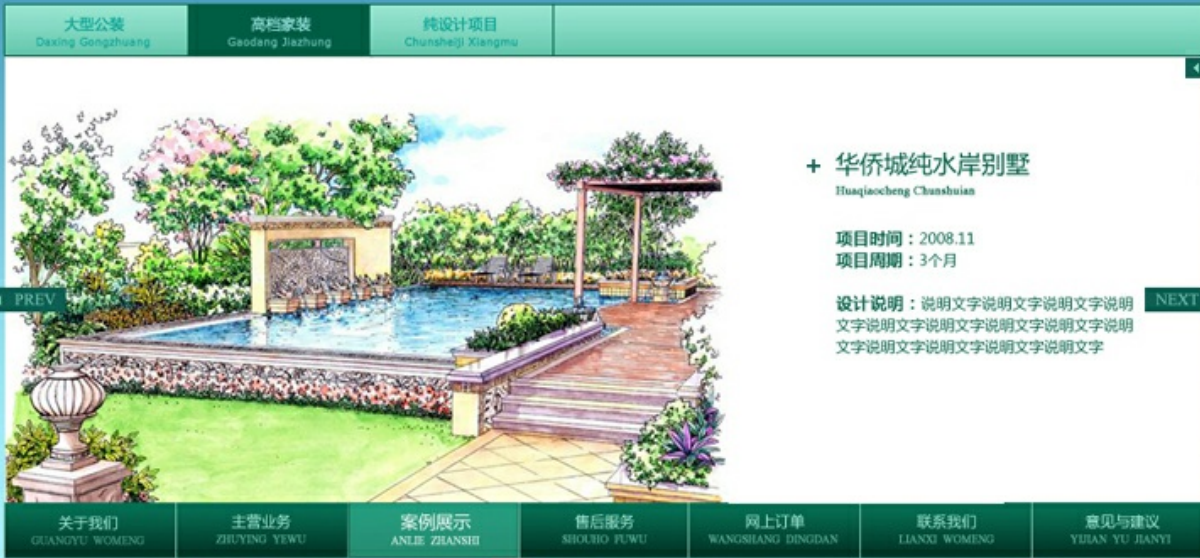 大型公装
Daxing Gongzhuang
高档家装
Gaodang Jiazhung
纯设计项目
Chunsheiji Xiangmu
华侨城纯水岸别墅
Huaqiaocheng Chunshuian
项目时间：2008.11
项目周期：3个月
PREV
NEXT
设计说明：说明文字说明文字说明文字说明
文字说明文字说明文字说明文字说明文字说明
文字说明文字说明文字说明文字说明文字
关于我们
GUANGYU WOMENG
主营业务
ZHUYING YEWU
案例展示
ANLIE ZHANSHI
售后服务
SHOUHO FUWU
网上订单
WANGSHANG DINGDAN
联系我们
LIANXI WOMENG
意见与建议
YIJIAN YU JIANYI